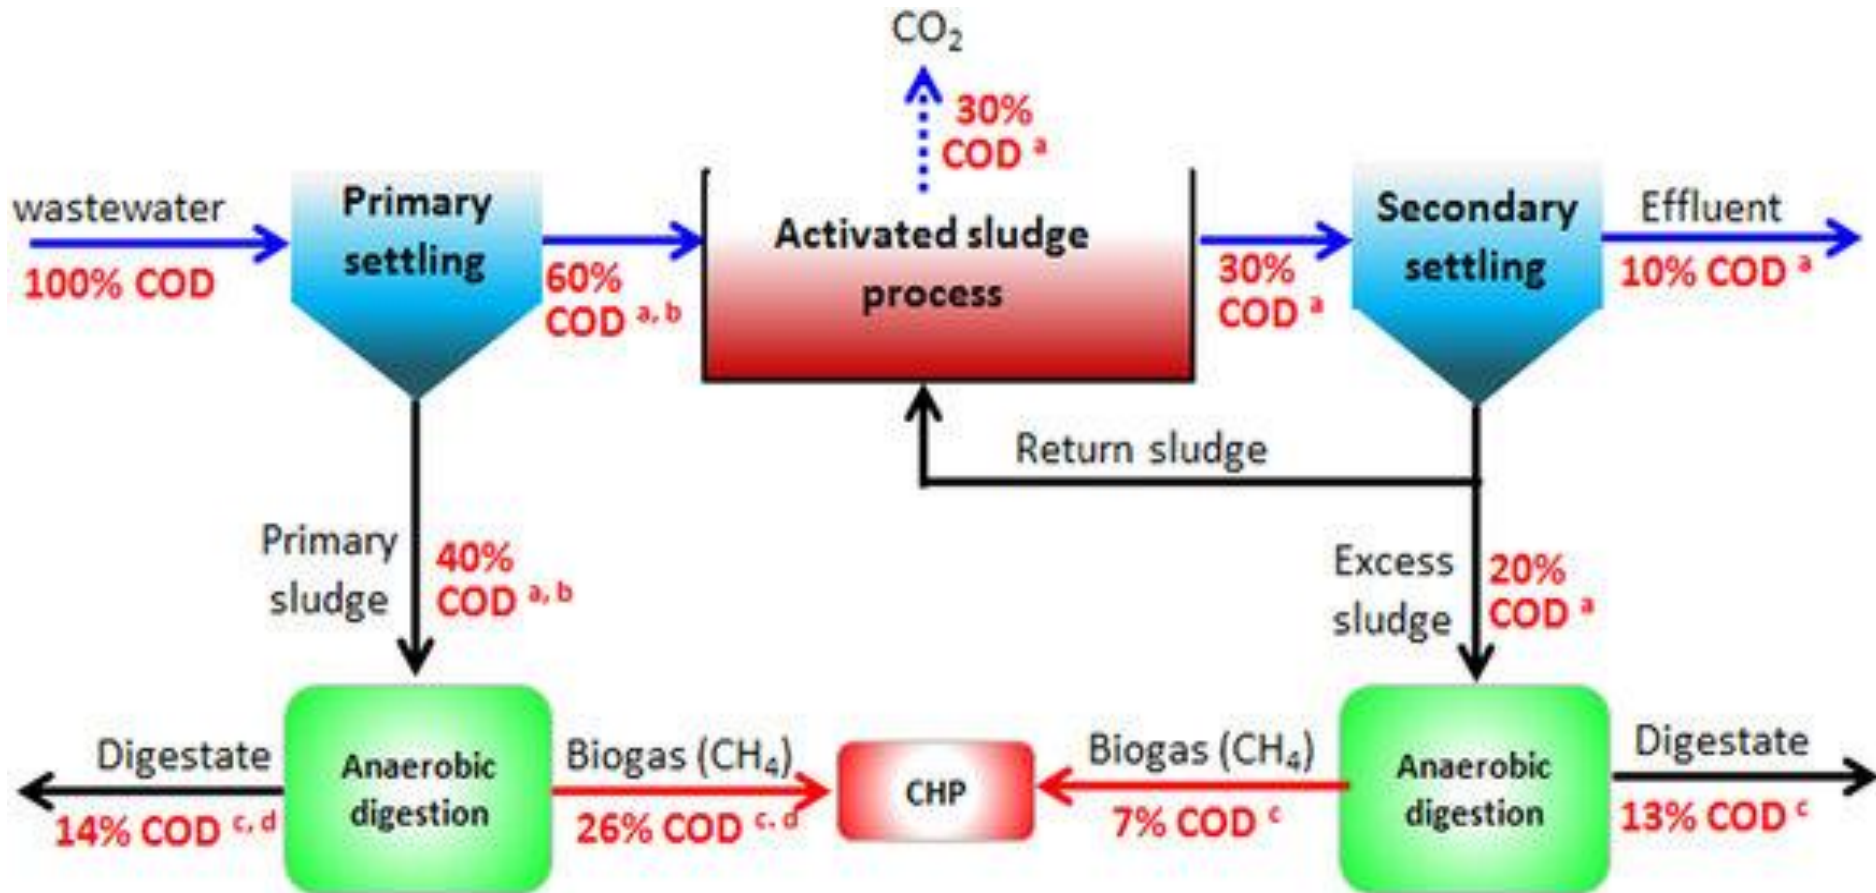 CO₂
30%
COD ᵃ
wastewater
100% COD
Primary
settling
60%
COD ᵃ, ᵇ
Activated sludge
process
30%
COD ᵃ
Secondary
settling
Effluent
10% COD ᵃ
Return sludge
Primary
sludge
40%
COD ᵃ, ᵇ
Excess
sludge
20%
COD ᵃ
Digestate
14% COD ᶜ, ᵈ
Anaerobic
digestion
Biogas (CH₄)
26% COD ᶜ, ᵈ
CHP
Biogas (CH₄)
7% COD ᶜ
Anaerobic
digestion
Digestate
13% COD ᶜ